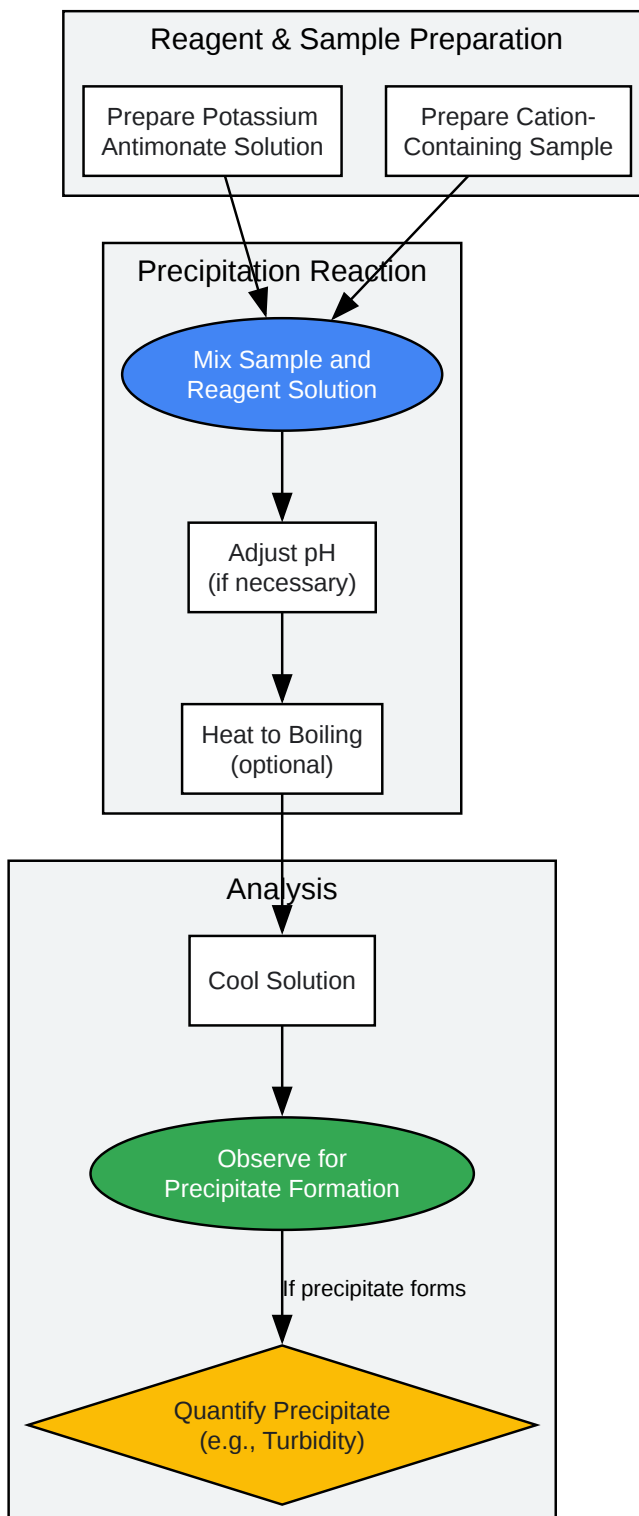 Reagent & Sample Preparation
Prepare Potassium
Antimonate Solution
Prepare Cation-
Containing Sample
Precipitation Reaction
Mix Sample and
Reagent Solution
Adjust pH
(if necessary)
Heat to Boiling
(optional)
Analysis
Cool Solution
Observe for
Precipitate Formation
If precipitate forms
Quantify Precipitate
(e.g., Turbidity)